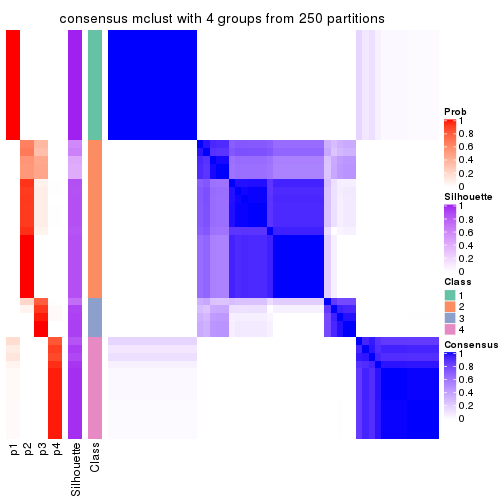 consensus mclust with 4 groups from 250 partitions
Prob
1
0.8
0.6
0.4
0.2
0
Silhouette
1
0.8
0.6
0.4
0.2
0
Class
1
2
3
4
Consensus
1
0.8
0.6
0.4
0.2
0
p1
p2
p3
p4
Silhouette
Class